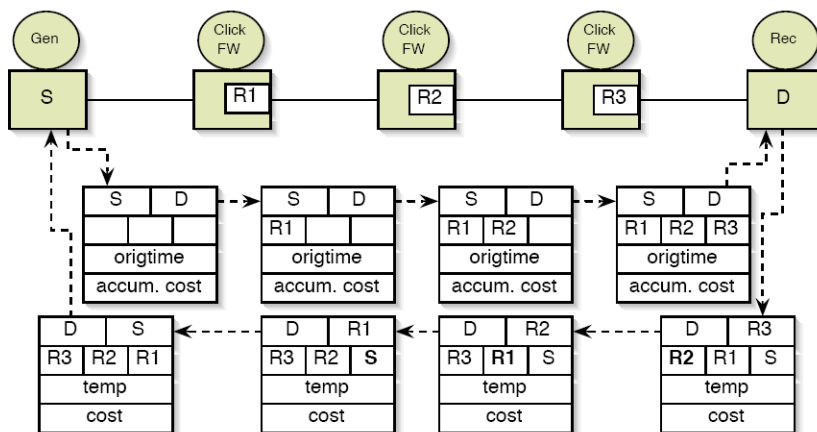 Gen Click Click Click Rec
FW FW FW
S R1 R2 R3 D
S D S D S D S D
R1 R1 R2 R1 R2 R3
origtime origtime origtime origtime
accum. cost accum. cost accum. cost accum. cost
D S D R1 D R2 D R3
R3 R2 R1 R3 R2 S R3 R1 S R2 R1 S
temp temp temp temp
cost cost cost cost